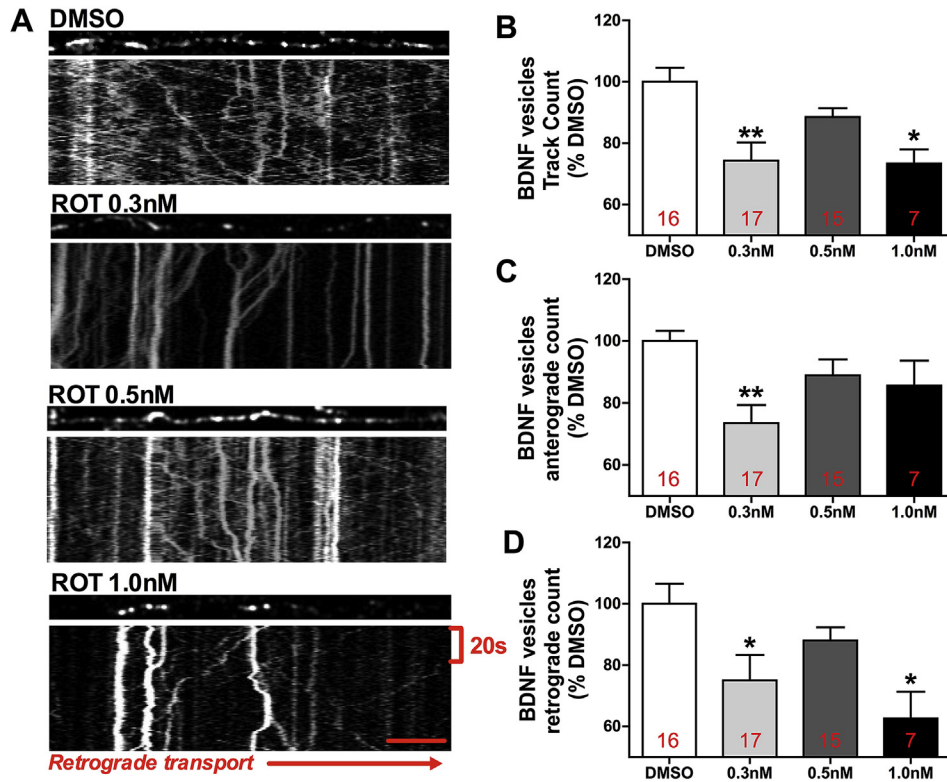 A
DMSO
ROT 0.3nM
ROT 0.5nM
ROT 1.0nM
20s
Retrograde transport
B
BDNF vesicles
Track Count
(% DMSO)
120
100
80
60
**
*
16
17
15
7
DMSO
0.3nM
0.5nM
1.0nM
C
BDNF vesicles
anterograde count
(% DMSO)
120
100
80
60
**
16
17
15
7
DMSO
0.3nM
0.5nM
1.0nM
D
BDNF vesicles
retrograde count
(% DMSO)
120
100
80
60
*
*
16
17
15
7
DMSO
0.3nM
0.5nM
1.0nM